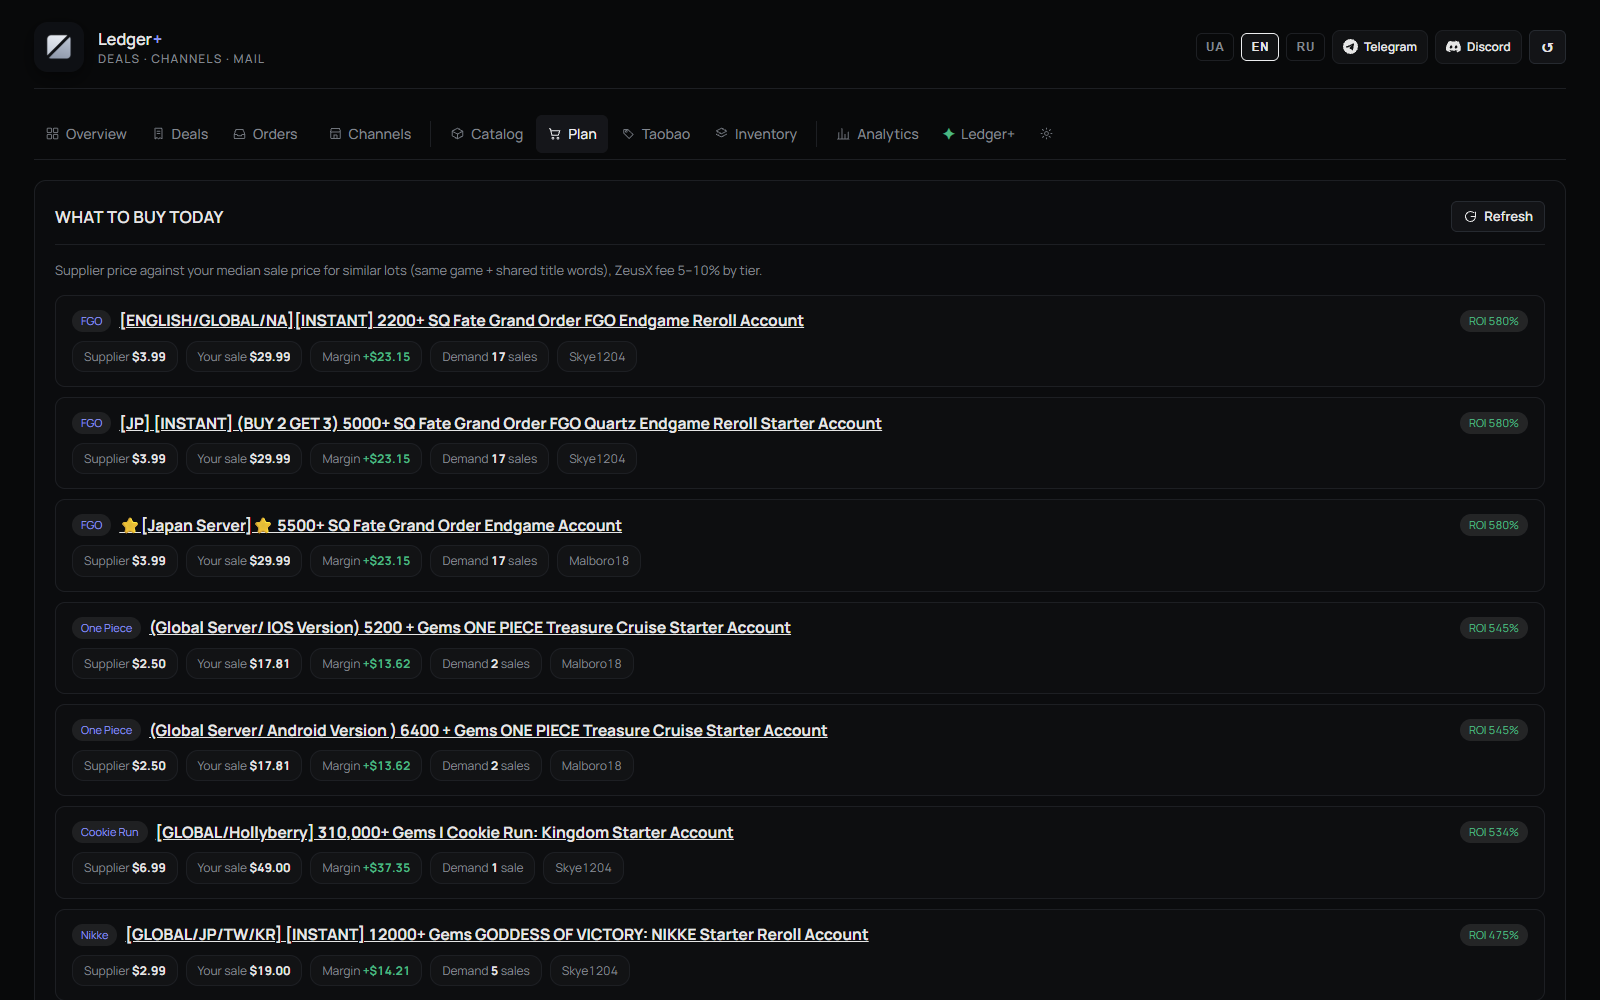 Ledger+
DEALS · CHANNELS · MAIL
UA EN RU Telegram Discord
Overview Deals Orders Channels Catalog Plan Taobao Inventory Analytics Ledger+
WHAT TO BUY TODAY
Refresh
Supplier price against your median sale price for similar lots (same game + shared title words), ZeusX fee 5–10% by tier.
FGO [ENGLISH/GLOBAL/NA][INSTANT] 2200+ SQ Fate Grand Order FGO Endgame Reroll Account ROI 580%
Supplier $3.99 Your sale $29.99 Margin +$23.15 Demand 17 sales Skye1204
FGO [JP] [INSTANT] (BUY 2 GET 3) 5000+ SQ Fate Grand Order FGO Quartz Endgame Reroll Starter Account ROI 580%
Supplier $3.99 Your sale $29.99 Margin +$23.15 Demand 17 sales Skye1204
FGO ⭐[Japan Server]⭐ 5500+ SQ Fate Grand Order Endgame Account ROI 580%
Supplier $3.99 Your sale $29.99 Margin +$23.15 Demand 17 sales Malboro18
One Piece (Global Server/ IOS Version) 5200 + Gems ONE PIECE Treasure Cruise Starter Account ROI 545%
Supplier $2.50 Your sale $17.81 Margin +$13.62 Demand 2 sales Malboro18
One Piece (Global Server/ Android Version ) 6400 + Gems ONE PIECE Treasure Cruise Starter Account ROI 545%
Supplier $2.50 Your sale $17.81 Margin +$13.62 Demand 2 sales Malboro18
Cookie Run [GLOBAL/Hollyberry] 310,000+ Gems l Cookie Run: Kingdom Starter Account ROI 534%
Supplier $6.99 Your sale $49.00 Margin +$37.35 Demand 1 sale Skye1204
Nikke [GLOBAL/JP/TW/KR] [INSTANT] 12000+ Gems GODDESS OF VICTORY: NIKKE Starter Reroll Account ROI 475%
Supplier $2.99 Your sale $19.00 Margin +$14.21 Demand 5 sales Skye1204